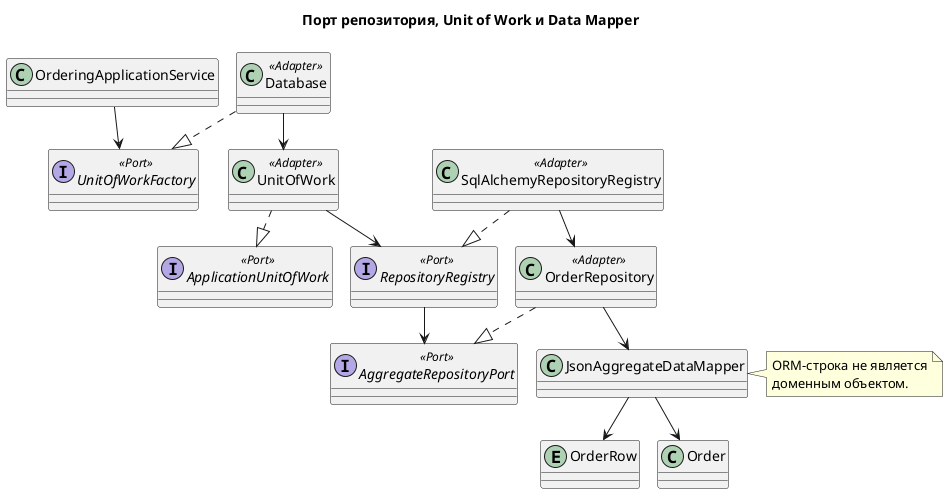 Порт репозитория, Unit of Work и Data Mapper
C OrderingApplicationService
«Adapter»
C Database
«Port»
I UnitOfWorkFactory
«Adapter»
C UnitOfWork
«Adapter»
C SqlAlchemyRepositoryRegistry
«Port»
I ApplicationUnitOfWork
«Port»
I RepositoryRegistry
«Adapter»
C OrderRepository
«Port»
I AggregateRepositoryPort
C JsonAggregateDataMapper
ORM-строка не является
доменным объектом.
E OrderRow
C Order